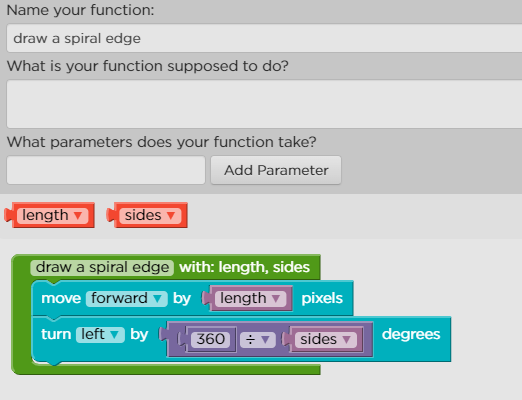 Name your function:
draw a spiral edge
What is your function supposed to do?
What parameters does your function take?
Add Parameter
length ▼ sides ▼
draw a spiral edge with: length, sides
move forward ▼ by length ▼ pixels
turn left ▼ by 360 ÷ ▼ sides ▼ degrees